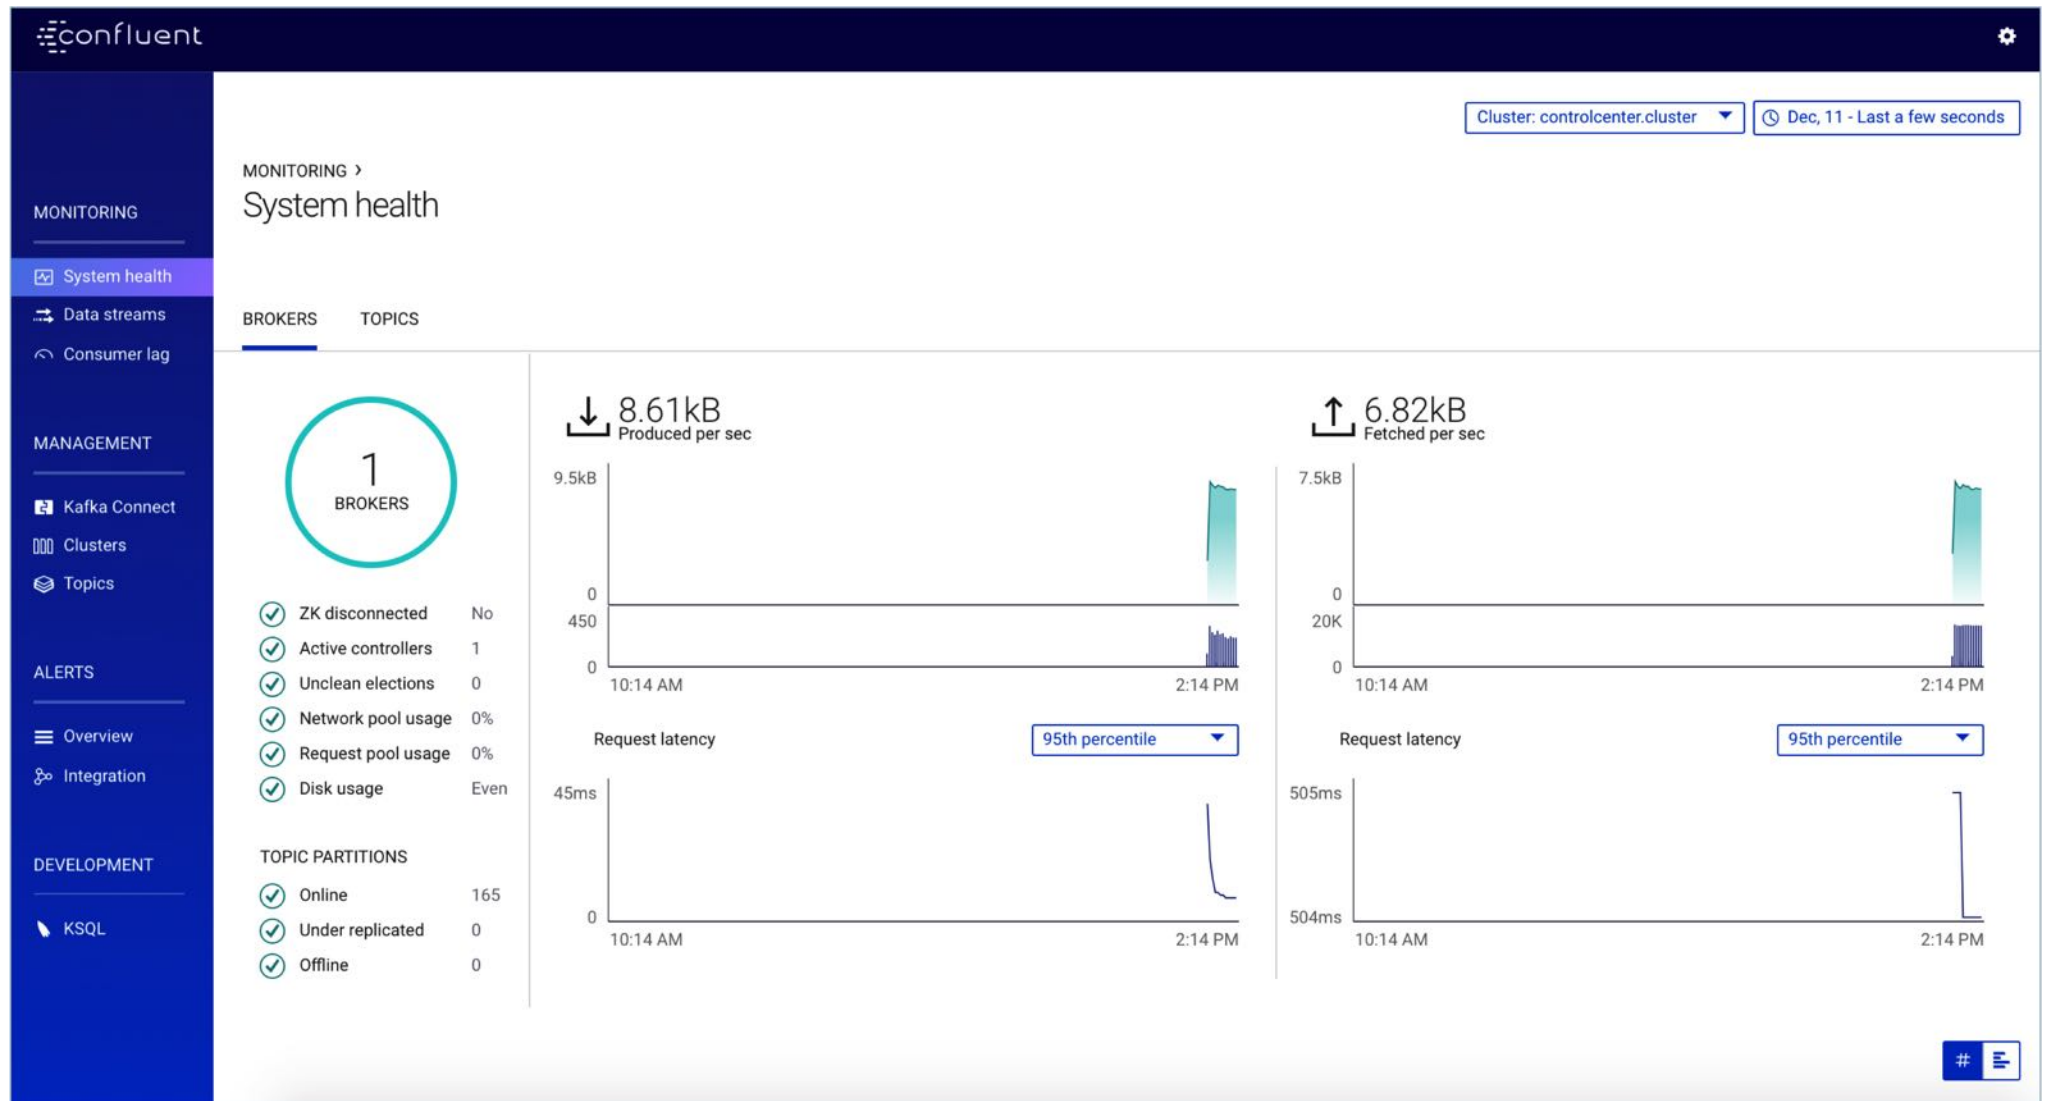 confluent
Cluster: controlcenter.cluster
Dec, 11 - Last a few seconds
MONITORING
System health
Data streams
Consumer lag
MANAGEMENT
Kafka Connect
Clusters
Topics
ALERTS
Overview
Integration
DEVELOPMENT
KSQL
MONITORING ›
System health
BROKERS TOPICS
1
BROKERS
ZK disconnected No
Active controllers 1
Unclean elections 0
Network pool usage 0%
Request pool usage 0%
Disk usage Even
TOPIC PARTITIONS
Online 165
Under replicated 0
Offline 0
8.61kB
Produced per sec
9.5kB
0
450
0
10:14 AM 2:14 PM
Request latency 95th percentile
45ms
0
10:14 AM 2:14 PM
6.82kB
Fetched per sec
7.5kB
0
20K
0
10:14 AM 2:14 PM
Request latency 95th percentile
505ms
504ms
10:14 AM 2:14 PM
#